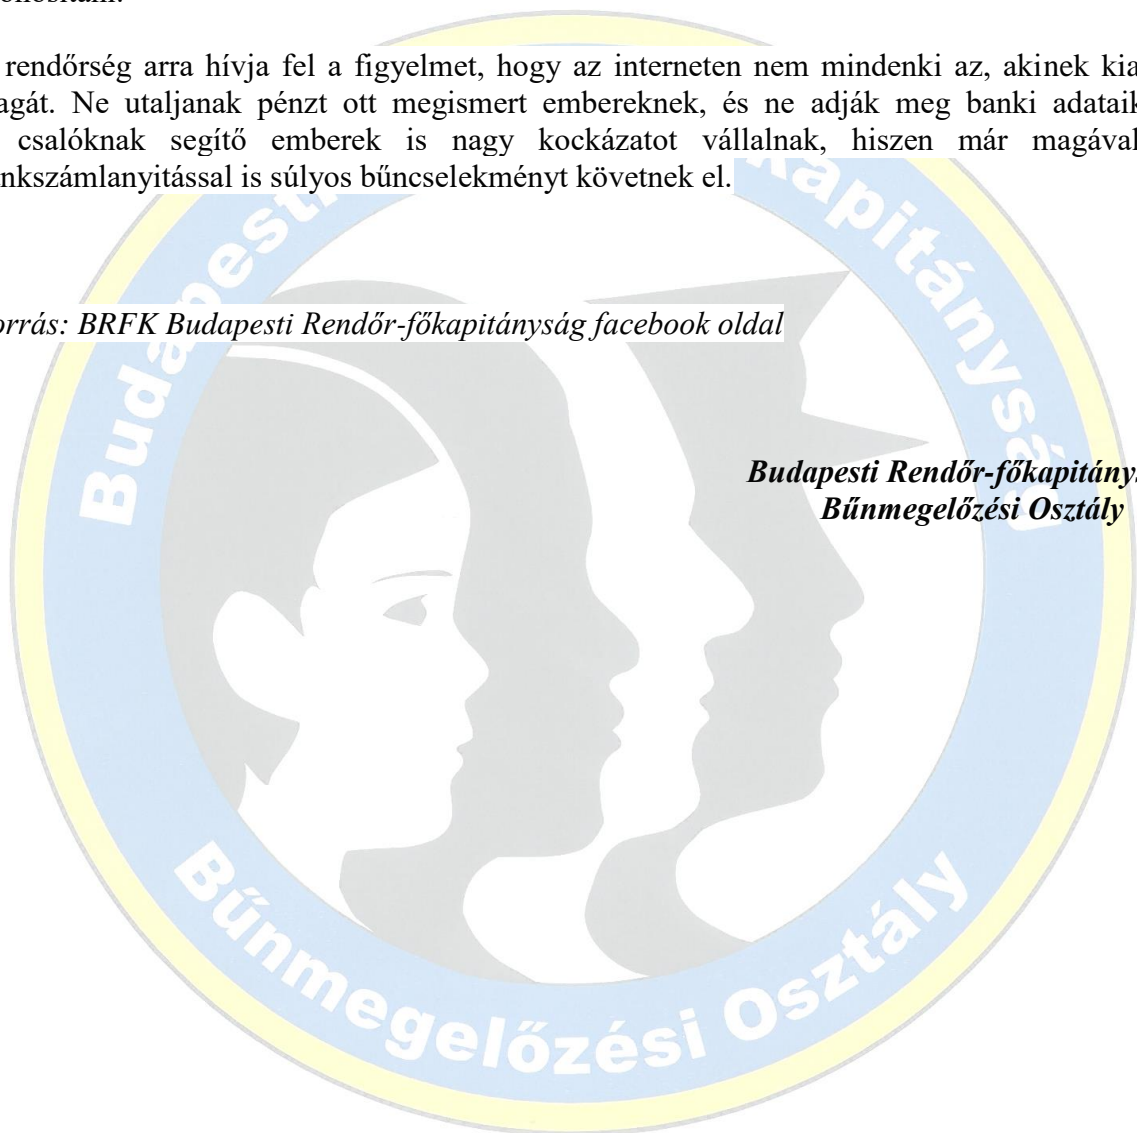 rendőrség arra hívja fel a figyelmet, hogy az interneten nem mindenki az, akinek kia
agát. Ne utaljanak pénzt ott megismert embereknek, és ne adják meg banki adataik
csalóknak segítő emberek is nagy kockázatot vállalnak, hiszen már magával
nkszámlanyitással is súlyos bűncselekményt követnek el.
orrás: BRFK Budapesti Rendőr-főkapitányság facebook oldal
Budapesti Rendőr-főkapitánys
Bűnmegelőzési Osztály
Budapesti kapitányság
Bűnmegelőzési Osztály